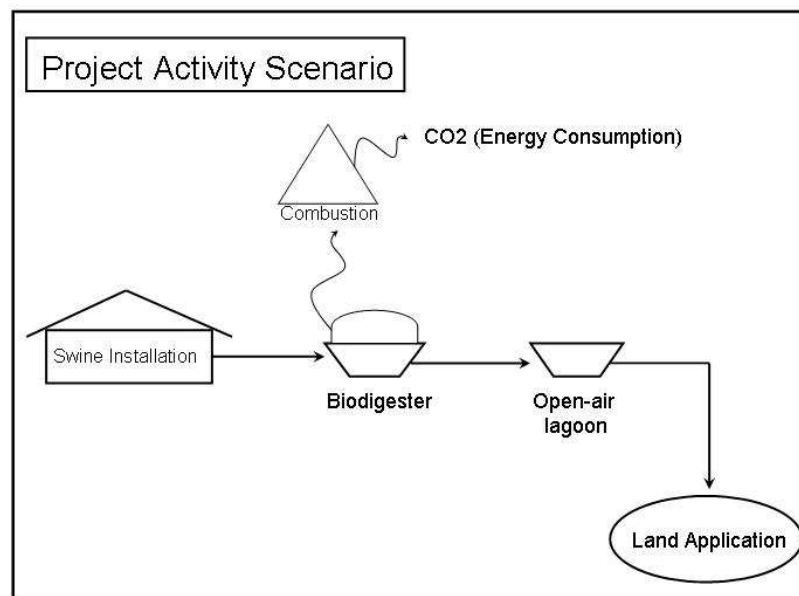 Project Activity Scenario
CO2 (Energy Consumption)
Combustion
Swine Installation
Biodigester
Open-air
lagoon
Land Application